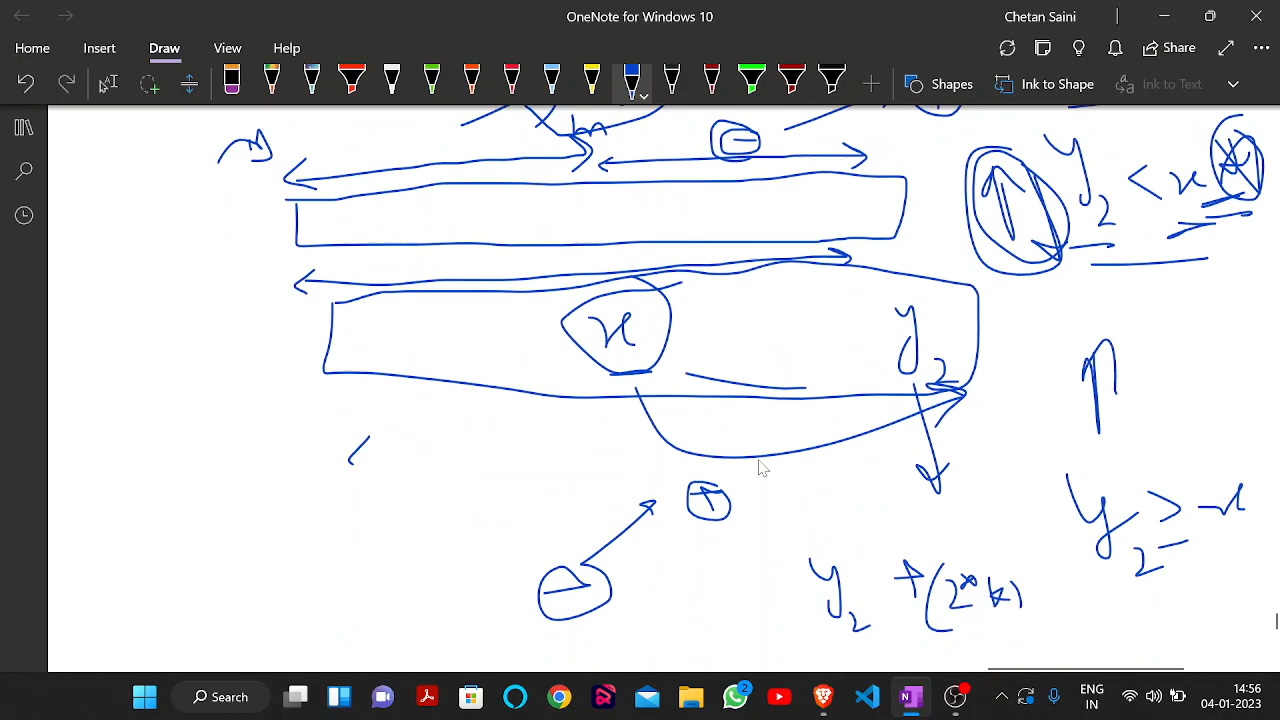 OneNote for Windows 10
Chetan Saini
Home Insert Draw View Help
Share
Shapes
Ink to Shape
Ink to Text
m
y₂ < x
x
y₂
y₂ > -x
+
y₂ + (2*k)
Search
2
ENG
IN
14:56
04-01-2023